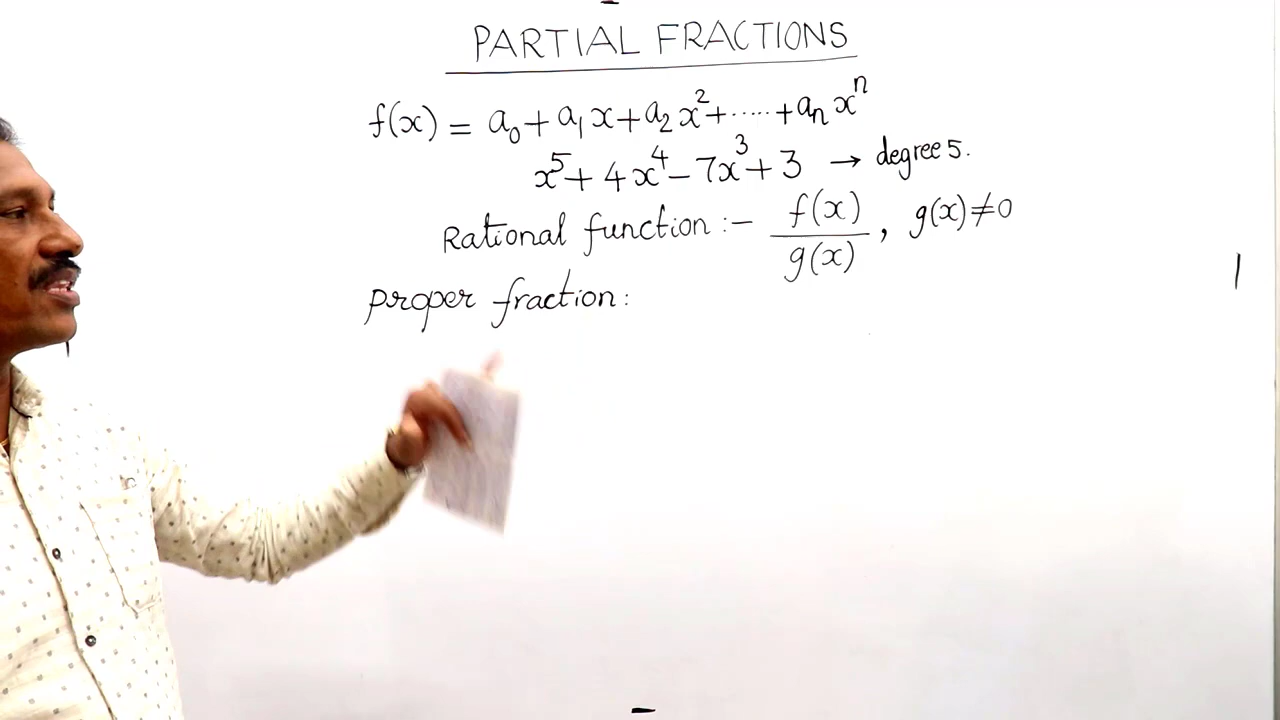 PARTIAL FRACTIONS
f(x) = a₀ + a₁x + a₂x² + ..... + aₙxⁿ
x⁵ + 4x⁴ - 7x³ + 3 → degree 5.
Rational function :- f(x)/g(x), g(x) ≠ 0
Proper fraction :